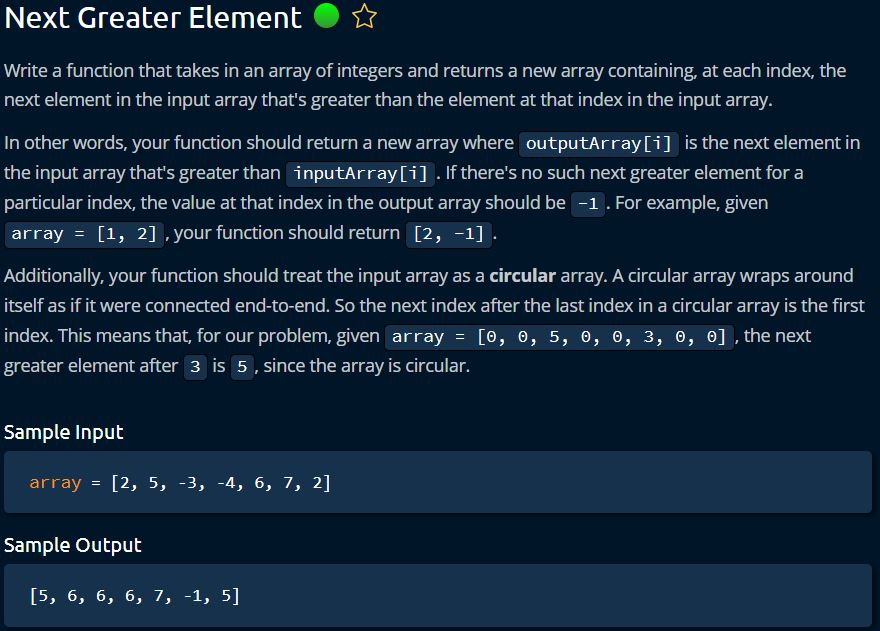 Next Greater Element
Write a function that takes in an array of integers and returns a new array containing, at each index, the
next element in the input array that's greater than the element at that index in the input array.
In other words, your function should return a new array where outputArray[i] is the next element in
the input array that's greater than inputArray[i]. If there's no such next greater element for a
particular index, the value at that index in the output array should be -1. For example, given
array = [1, 2], your function should return [2, -1].
Additionally, your function should treat the input array as a circular array. A circular array wraps around
itself as if it were connected end-to-end. So the next index after the last index in a circular array is the first
index. This means that, for our problem, given array = [0, 0, 5, 0, 0, 3, 0, 0], the next
greater element after 3 is 5, since the array is circular.
Sample Input
array = [2, 5, -3, -4, 6, 7, 2]
Sample Output
[5, 6, 6, 6, 7, -1, 5]